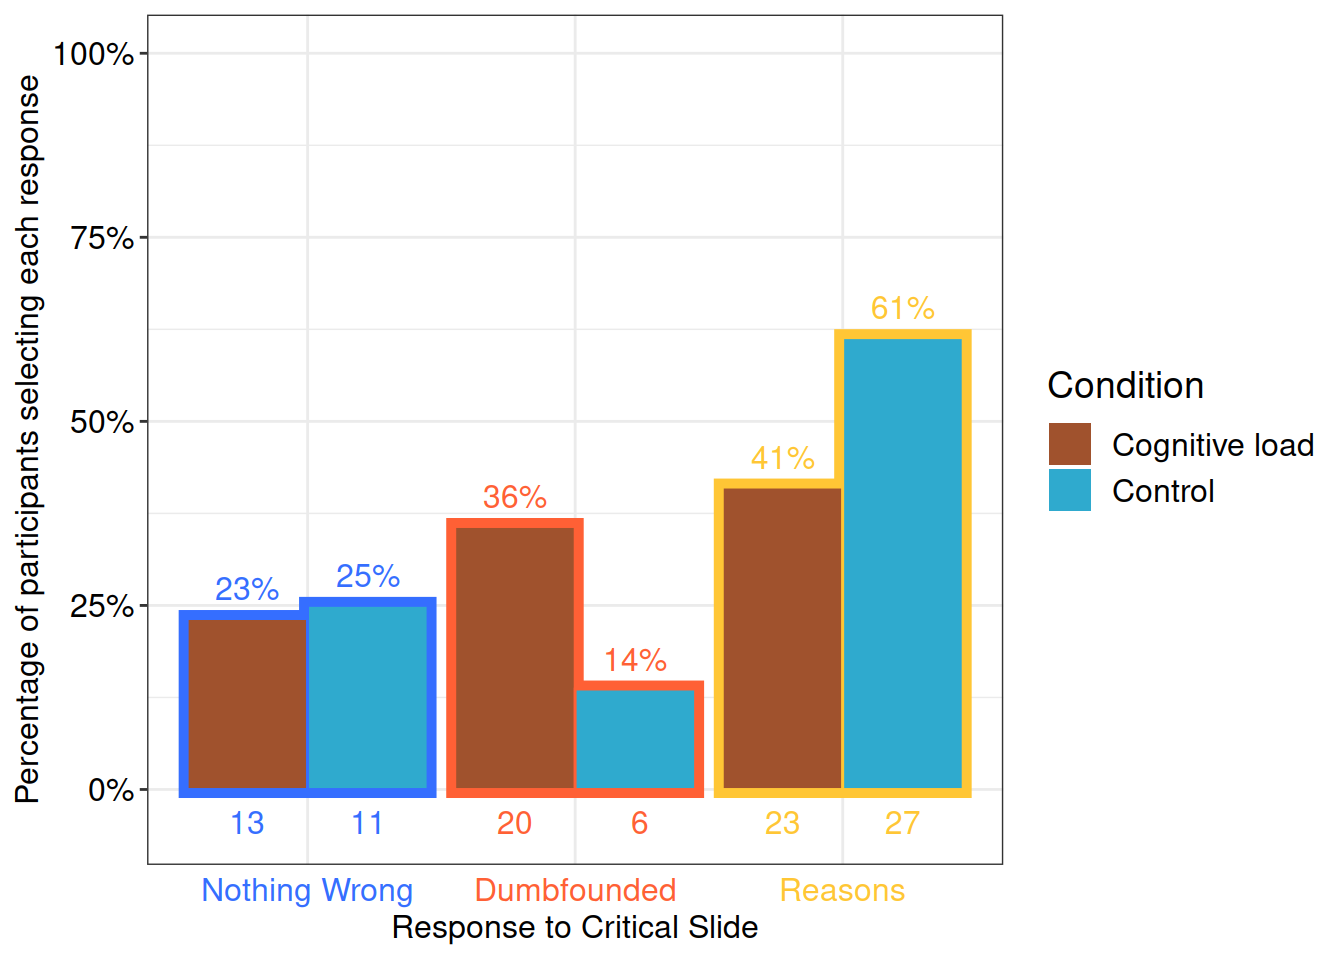 Percentage of participants selecting each response
100%
75%
50%
25%
0%
23%
25%
36%
14%
41%
61%
13
11
20
6
23
27
Nothing Wrong
Dumbfounded
Reasons
Response to Critical Slide
Condition
Cognitive load
Control